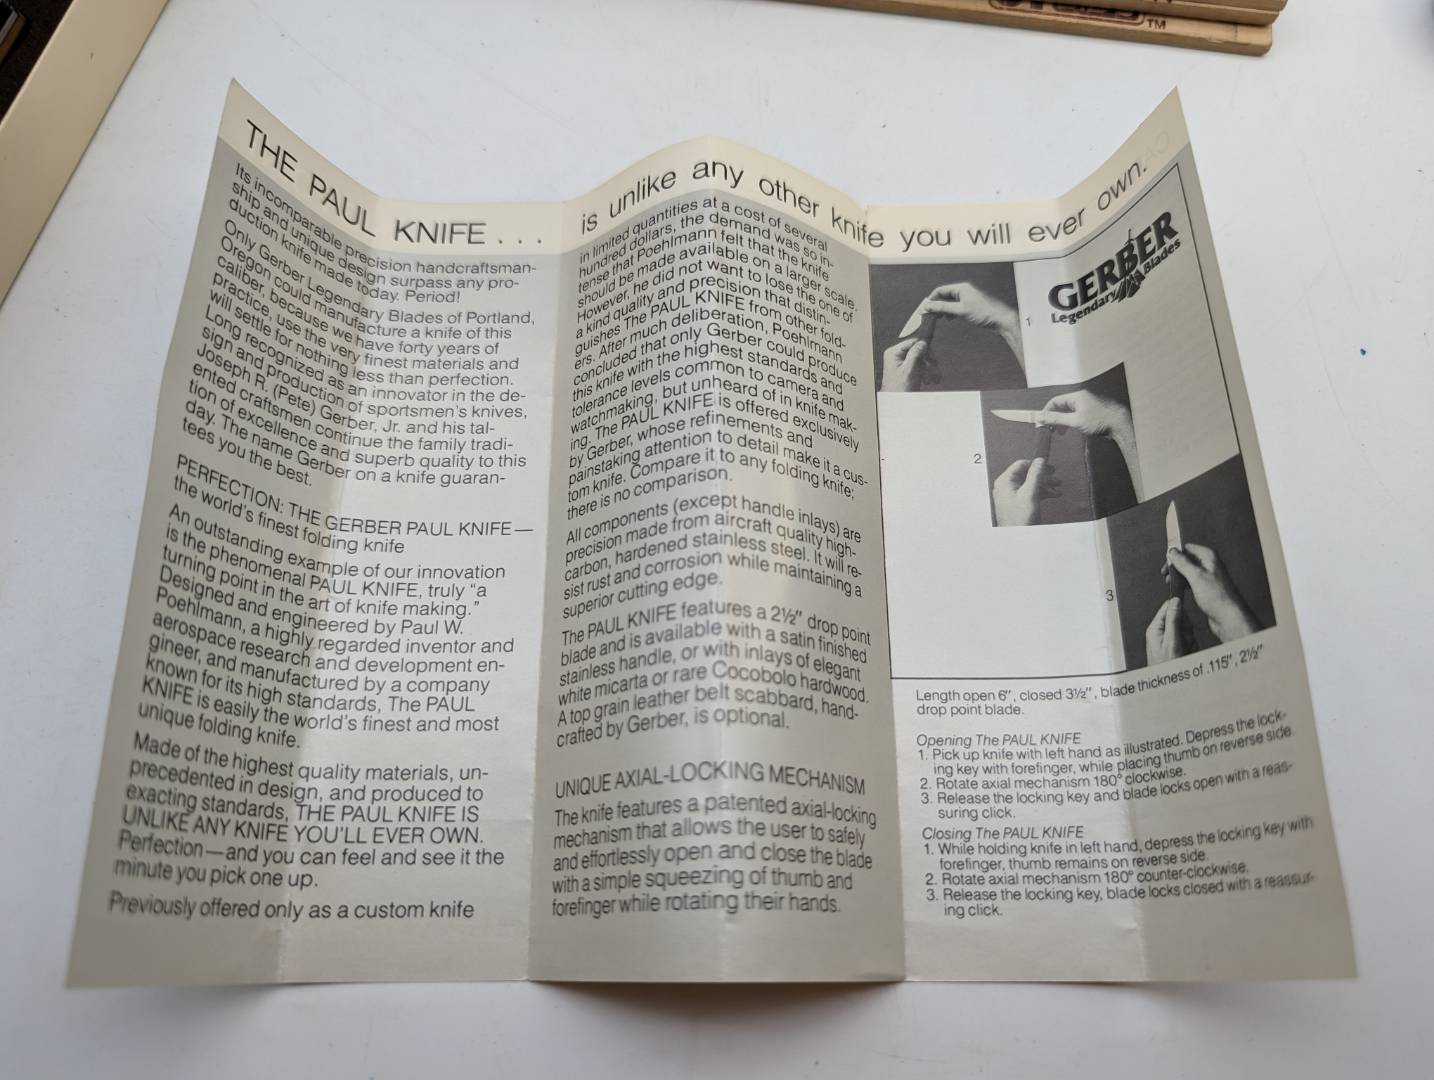 THE PAUL KNIFE . . . is unlike any other knife you will ever own.
Its incomparable precision handcraftsman-
ship and unique design surpass any pro-
duction knife made today. Period!
Only Gerber Legendary Blades of Portland,
Oregon could manufacture a knife of this
caliber, because we have forty years of
practice, use the very finest materials and
will settle for nothing less than perfection.
Long recognized as an innovator in the de-
sign and production of sportsmen's knives,
Joseph R. (Pete) Gerber, Jr. and his tal-
ented craftsmen continue the family tradi-
tion of excellence and superb quality to this
day. The name Gerber on a knife guaran-
tees you the best.
PERFECTION: THE GERBER PAUL KNIFE—
the world's finest folding knife
An outstanding example of our innovation
is the phenomenal PAUL KNIFE, truly "a
turning point in the art of knife making."
Designed and engineered by Paul W.
Poehlmann, a highly regarded inventor and
aerospace research and development en-
gineer, and manufactured by a company
known for its high standards, The PAUL
KNIFE is easily the world's finest and most
unique folding knife.
Made of the highest quality materials, un-
precedented in design, and produced to
exacting standards, THE PAUL KNIFE IS
UNLIKE ANY KNIFE YOU'LL EVER OWN.
Perfection—and you can feel and see it the
minute you pick one up.
Previously offered only as a custom knife
in limited quantities at a cost of several
hundred dollars, the demand was so in-
tense that Poehlmann felt that the knife
should be made available on a larger scale.
However, he did not want to lose the one of
a kind quality and precision that distin-
guishes The PAUL KNIFE from other fold-
ers. After much deliberation, Poehlmann
concluded that only Gerber could produce
this knife with the highest standards and
tolerance levels common to camera and
watchmaking, but unheard of in knife mak-
ing. The PAUL KNIFE is offered exclusively
by Gerber, whose refinements and
painstaking attention to detail make it a cus-
tom knife. Compare it to any folding knife;
there is no comparison.
All components (except handle inlays) are
precision made from aircraft quality high-
carbon, hardened stainless steel. It will re-
sist rust and corrosion while maintaining a
superior cutting edge.
The PAUL KNIFE features a 2½" drop point
blade and is available with a satin finished
stainless handle, or with inlays of elegant
white micarta or rare Cocobolo hardwood.
A top grain leather belt scabbard, hand-
crafted by Gerber, is optional.
UNIQUE AXIAL-LOCKING MECHANISM
The knife features a patented axial-locking
mechanism that allows the user to safely
and effortlessly open and close the blade
with a simple squeezing of thumb and
forefinger while rotating their hands.
GERBER
Legendary Blades
1
2
3
Length open 6", closed 3½", blade thickness of .115", 2½"
drop point blade.
Opening The PAUL KNIFE
1. Pick up knife with left hand as illustrated. Depress the lock-
ing key with forefinger, while placing thumb on reverse side.
2. Rotate axial mechanism 180° clockwise.
3. Release the locking key and blade locks open with a reas-
suring click.
Closing The PAUL KNIFE
1. While holding knife in left hand, depress the locking key with
forefinger, thumb remains on reverse side.
2. Rotate axial mechanism 180° counter-clockwise.
3. Release the locking key, blade locks closed with a reassur-
ing click.
TM